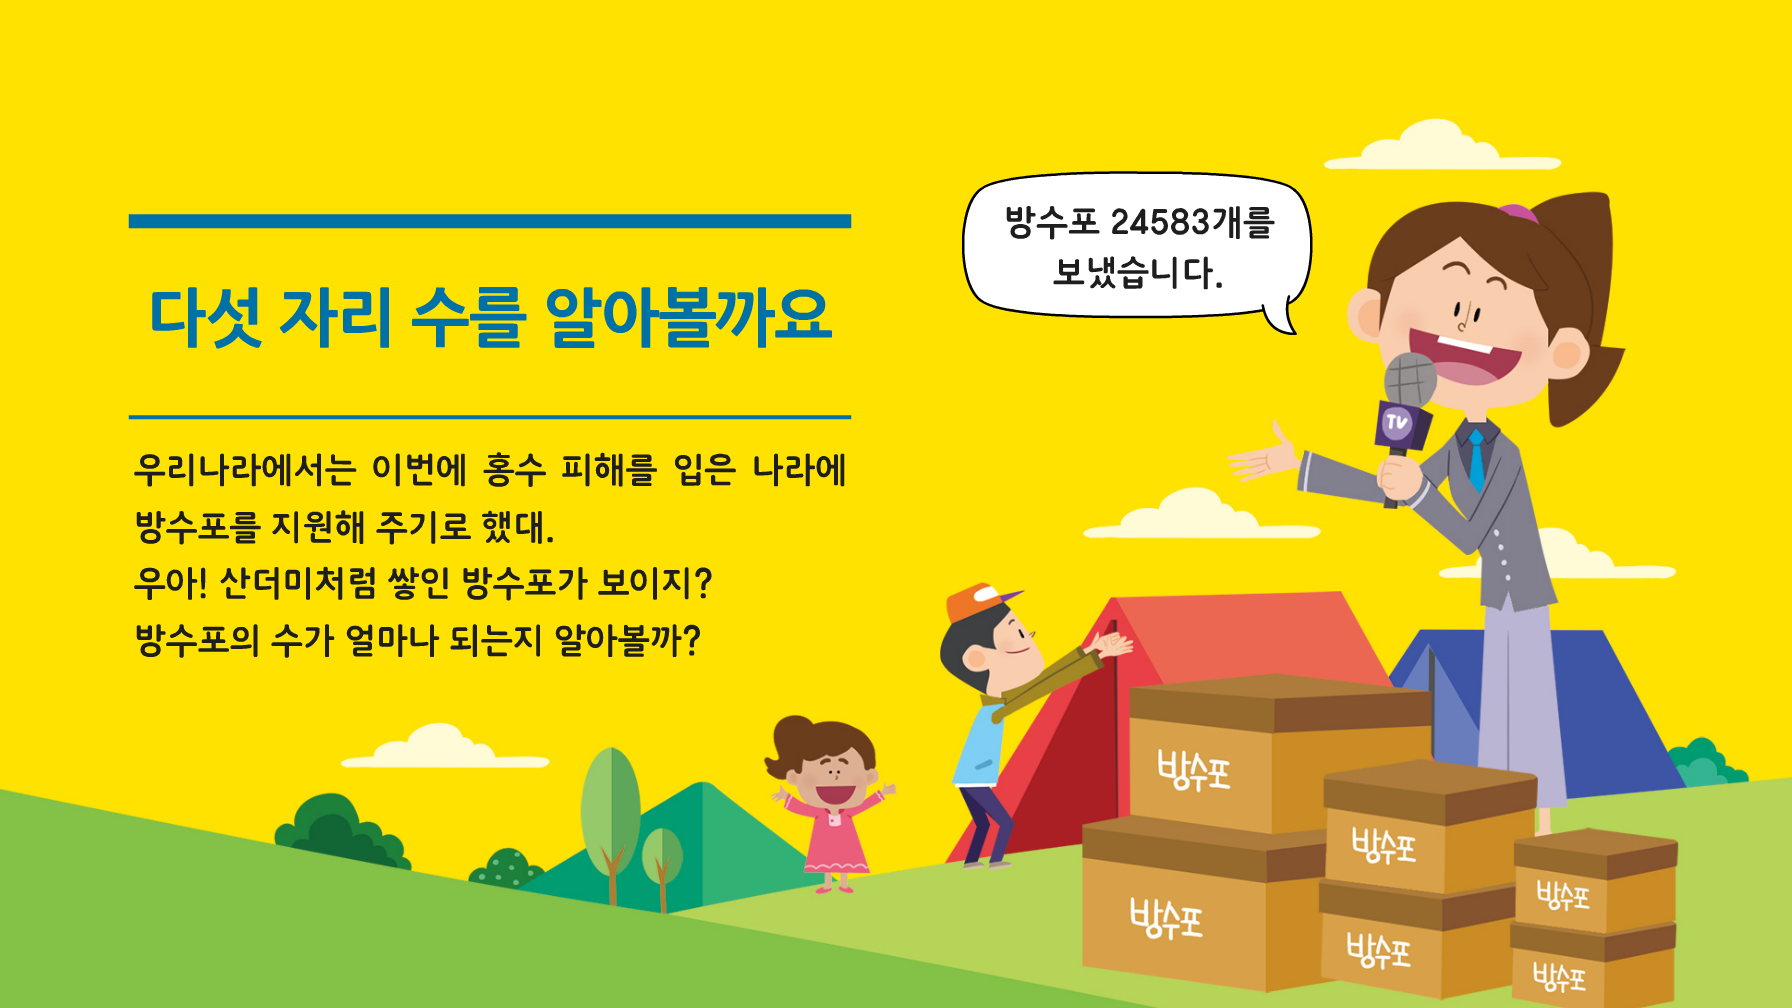 다섯 자리 수를 알아볼까요
우리나라에서는 이번에 홍수 피해를 입은 나라에
방수포를 지원해 주기로 했대.
우아! 산더미처럼 쌓인 방수포가 보이지?
방수포의 수가 얼마나 되는지 알아볼까?
방수포 24583개를
보냈습니다.
TV
방수포
방수포
방수포
방수포
방수포
방수포